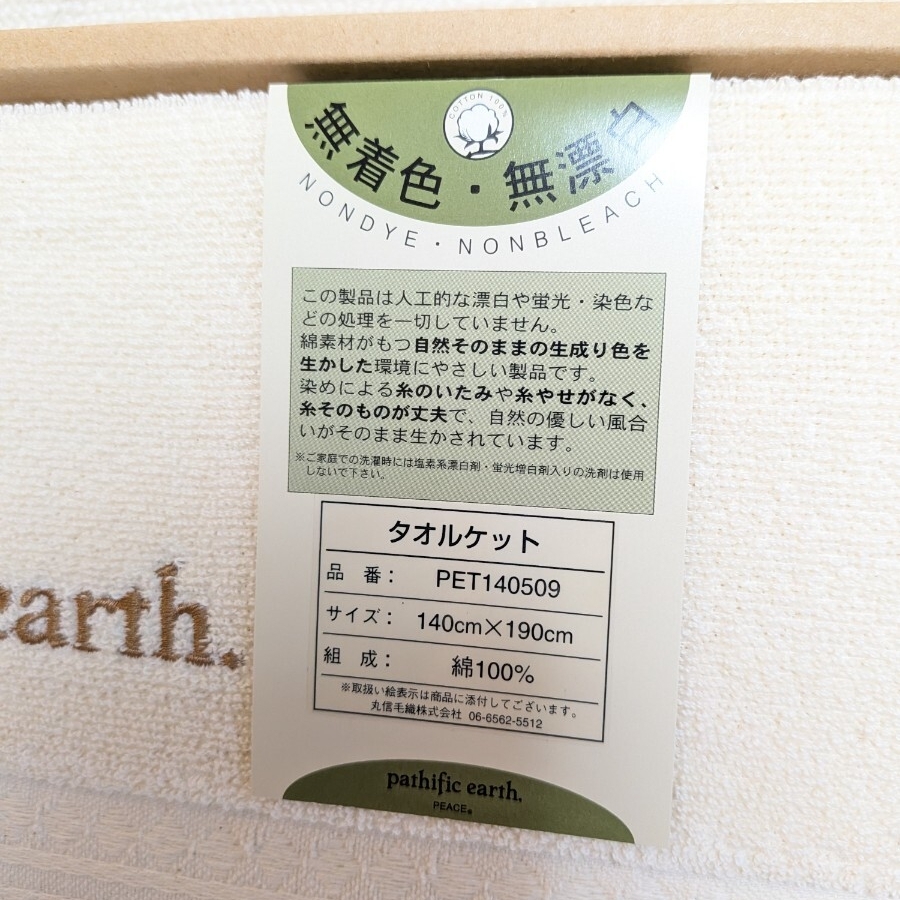 COTTON 100%
無着色・無漂白
NONDYE・NONBLEACH
この製品は人工的な漂白や蛍光・染色な
どの処理を一切していません。
綿素材がもつ自然そのままの生成り色を
生かした環境にやさしい製品です。
染めによる糸のいたみや糸やせがなく、
糸そのものが丈夫で、自然の優しい風合
いがそのまま生かされています。
※ご家庭での洗濯時には塩素系漂白剤・蛍光増白剤入りの洗剤は使用
しないで下さい。
タオルケット
品 番： PET140509
サイズ： 140cm×190cm
組 成： 綿100%
※取扱い絵表示は商品に添付してございます。
丸信毛織株式会社 06-6562-5512
pathific earth.
PEACE®
earth.